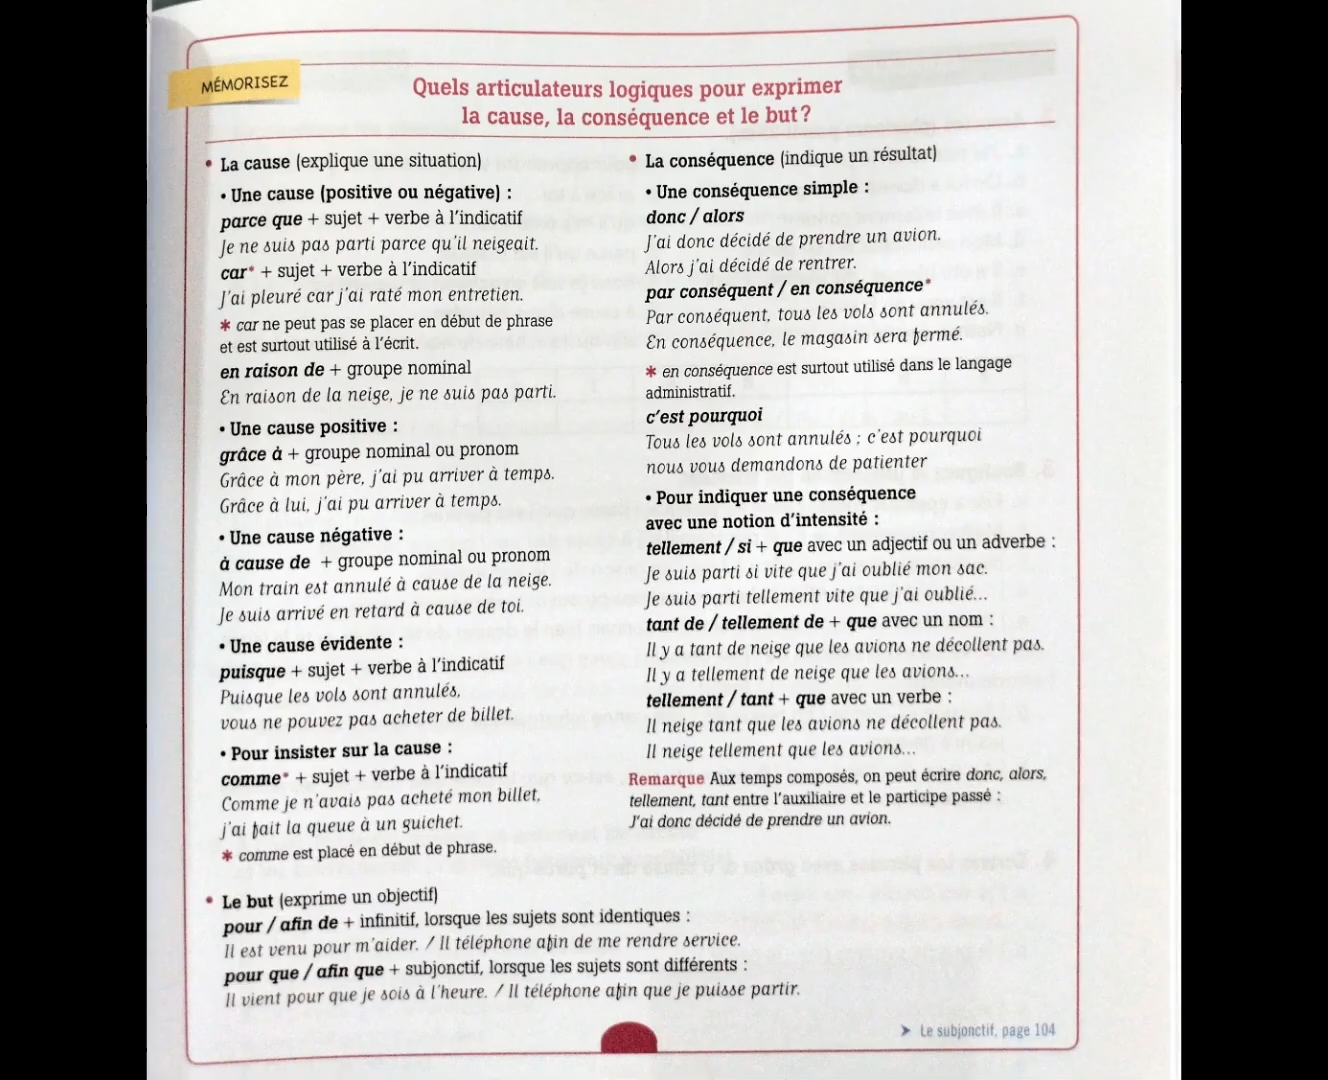 MÉMORISEZ
Quels articulateurs logiques pour exprimer
la cause, la conséquence et le but ?
• La cause (explique une situation)
• Une cause (positive ou négative) :
parce que + sujet + verbe à l'indicatif
Je ne suis pas parti parce qu'il neigeait.
car* + sujet + verbe à l'indicatif
J'ai pleuré car j'ai raté mon entretien.
* car ne peut pas se placer en début de phrase
et est surtout utilisé à l'écrit.
en raison de + groupe nominal
En raison de la neige, je ne suis pas parti.
• Une cause positive :
grâce à + groupe nominal ou pronom
Grâce à mon père, j'ai pu arriver à temps.
Grâce à lui, j'ai pu arriver à temps.
• Une cause négative :
à cause de + groupe nominal ou pronom
Mon train est annulé à cause de la neige.
Je suis arrivé en retard à cause de toi.
• Une cause évidente :
puisque + sujet + verbe à l'indicatif
Puisque les vols sont annulés,
vous ne pouvez pas acheter de billet.
• Pour insister sur la cause :
comme* + sujet + verbe à l'indicatif
Comme je n'avais pas acheté mon billet,
j'ai fait la queue à un guichet.
* comme est placé en début de phrase.
• La conséquence (indique un résultat)
• Une conséquence simple :
donc / alors
J'ai donc décidé de prendre un avion.
Alors j'ai décidé de rentrer.
par conséquent / en conséquence*
Par conséquent, tous les vols sont annulés.
En conséquence, le magasin sera fermé.
* en conséquence est surtout utilisé dans le langage
administratif.
c'est pourquoi
Tous les vols sont annulés ; c'est pourquoi
nous vous demandons de patienter
• Pour indiquer une conséquence
avec une notion d'intensité :
tellement / si + que avec un adjectif ou un adverbe :
Je suis parti si vite que j'ai oublié mon sac.
Je suis parti tellement vite que j'ai oublié...
tant de / tellement de + que avec un nom :
Il y a tant de neige que les avions ne décollent pas.
Il y a tellement de neige que les avions...
tellement / tant + que avec un verbe :
Il neige tant que les avions ne décollent pas.
Il neige tellement que les avions...
Remarque Aux temps composés, on peut écrire donc, alors,
tellement, tant entre l'auxiliaire et le participe passé :
J'ai donc décidé de prendre un avion.
• Le but (exprime un objectif)
pour / afin de + infinitif, lorsque les sujets sont identiques :
Il est venu pour m'aider. / Il téléphone afin de me rendre service.
pour que / afin que + subjonctif, lorsque les sujets sont différents :
Il vient pour que je sois à l'heure. / Il téléphone afin que je puisse partir.
➤ Le subjonctif, page 104